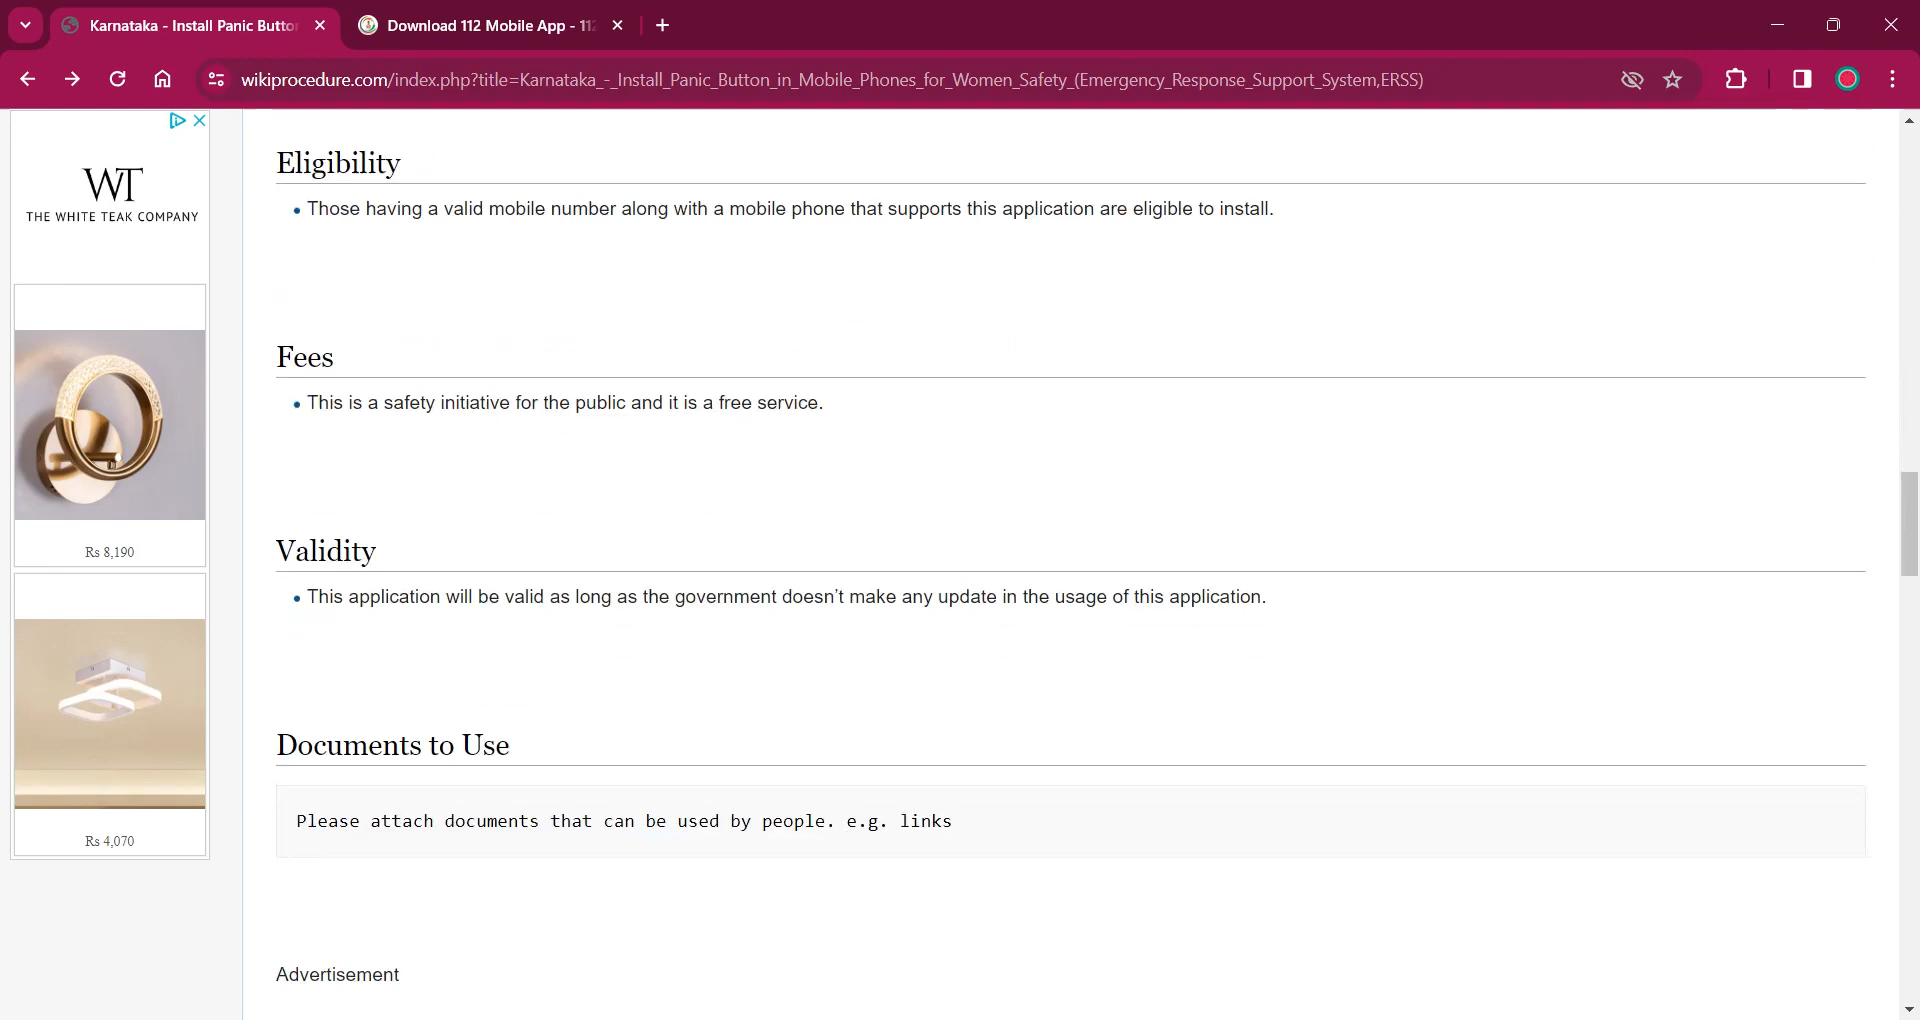 Karnataka - Install Panic Butto
Download 112 Mobile App - 112
wikiprocedure.com/index.php?title=Karnataka_-_Install_Panic_Button_in_Mobile_Phones_for_Women_Safety_(Emergency_Response_Support_System,ERSS)
WT
THE WHITE TEAK COMPANY
Rs 8,190
Rs 4,070
Eligibility
Those having a valid mobile number along with a mobile phone that supports this application are eligible to install.
Fees
This is a safety initiative for the public and it is a free service.
Validity
This application will be valid as long as the government doesn't make any update in the usage of this application.
Documents to Use
Please attach documents that can be used by people. e.g. links
Advertisement